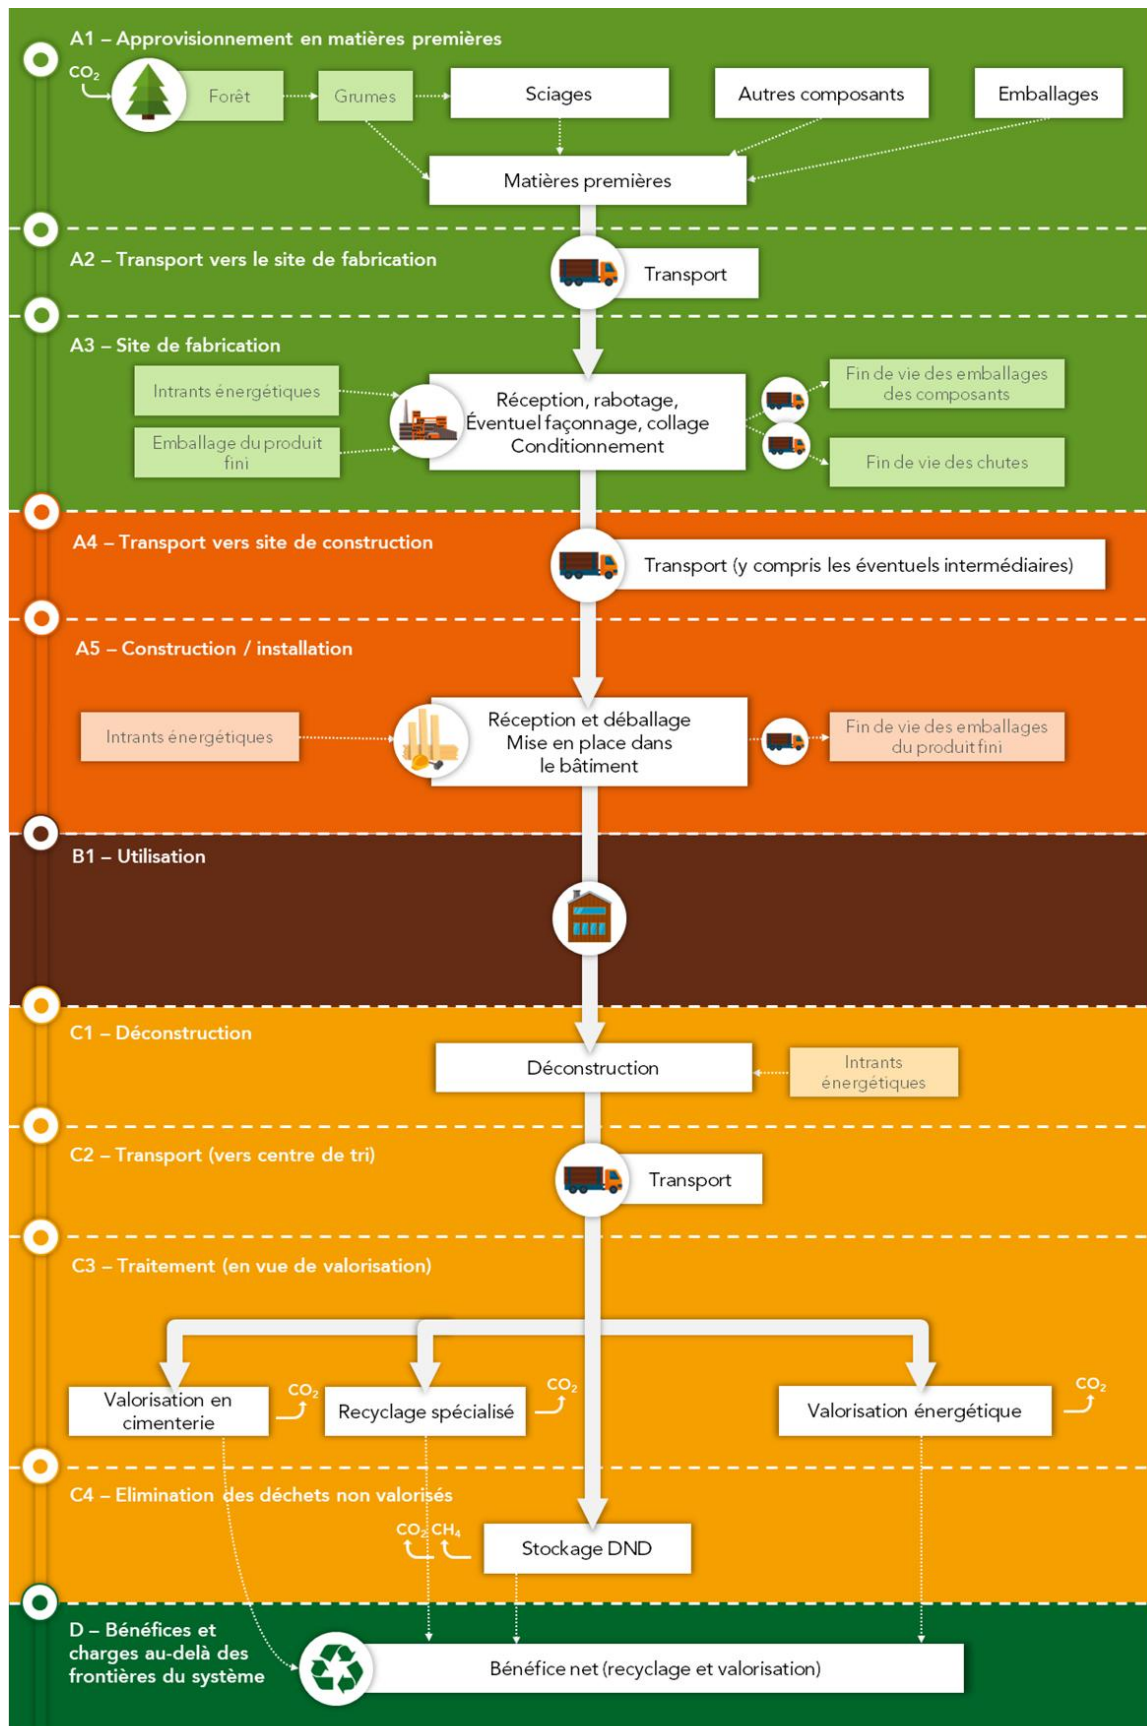 A1 – Approvisionnement en matières premières
CO₂
Forêt
Grumes
Sciages
Autres composants
Emballages
Matières premières
A2 – Transport vers le site de fabrication
Transport
A3 – Site de fabrication
Intrants énergétiques
Emballage du produit
fini
Réception, rabotage,
Éventuel façonnage, collage
Conditionnement
Fin de vie des emballages
des composants
Fin de vie des chutes
A4 – Transport vers site de construction
Transport (y compris les éventuels intermédiaires)
A5 – Construction / installation
Intrants énergétiques
Réception et déballage
Mise en place dans
le bâtiment
Fin de vie des emballages
du produit fini
B1 – Utilisation
C1 – Déconstruction
Déconstruction
Intrants
énergétiques
C2 – Transport (vers centre de tri)
Transport
C3 – Traitement (en vue de valorisation)
Valorisation en
cimenterie
CO₂
Recyclage spécialisé
CO₂
Valorisation énergétique
CO₂
C4 – Elimination des déchets non valorisés
CO₂ CH₄
Stockage DND
D – Bénéfices et
charges au-delà des
frontières du système
Bénéfice net (recyclage et valorisation)